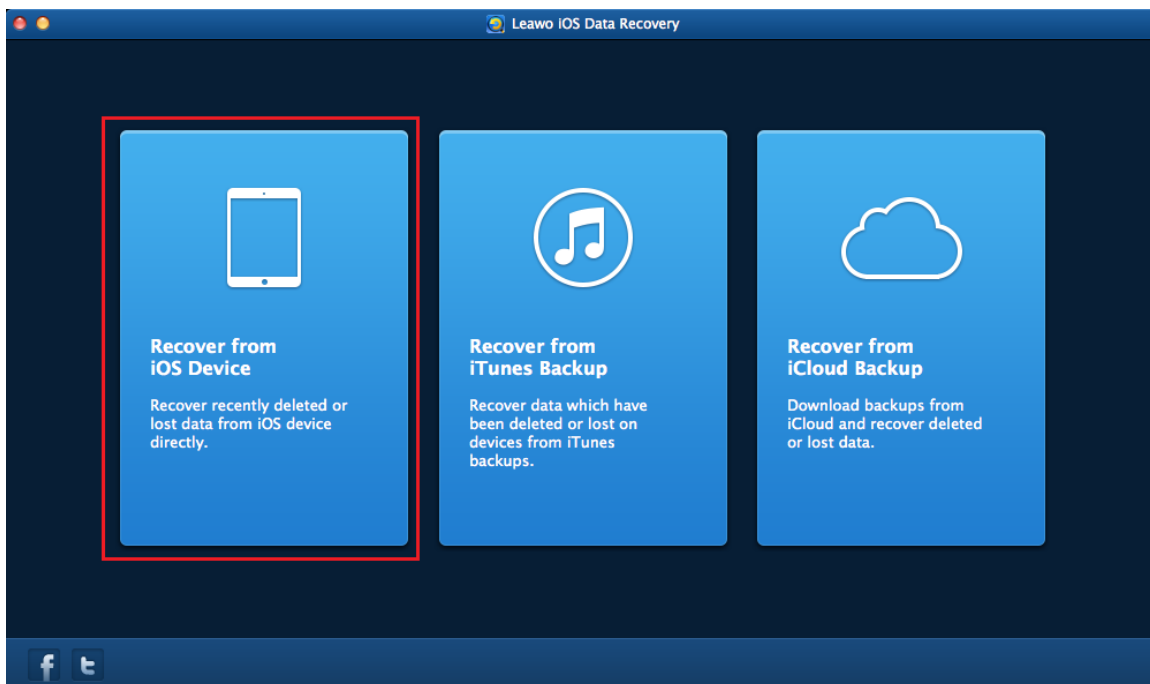 Leawo iOS Data Recovery
Recover from
iOS Device
Recover recently deleted or
lost data from iOS device
directly.
Recover from
iTunes Backup
Recover data which have
been deleted or lost on
devices from iTunes
backups.
Recover from
iCloud Backup
Download backups from
iCloud and recover deleted
or lost data.